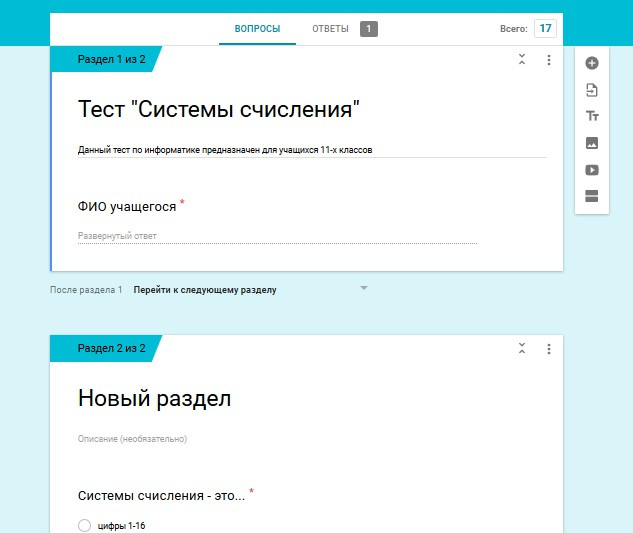 ВОПРОСЫ ОТВЕТЫ 1 Всего: 17
Раздел 1 из 2
Тест "Системы счисления"
Данный тест по информатике предназначен для учащихся 11-х классов
ФИО учащегося *
Развернутый ответ
После раздела 1 Перейти к следующему разделу
Раздел 2 из 2
Новый раздел
Описание (необязательно)
Системы счисления - это... *
цифры 1-16